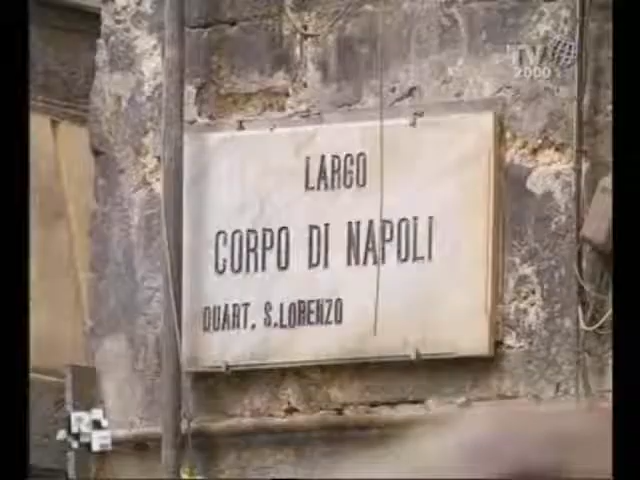 TV
2000
LARGO
CORPO DI NAPOLI
QUART. S. LORENZO